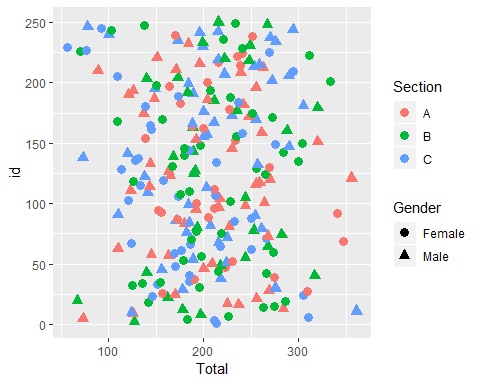 250
200
150
100
50
0
id
100
200
300
Total
Section
A
B
C
Gender
Female
Male